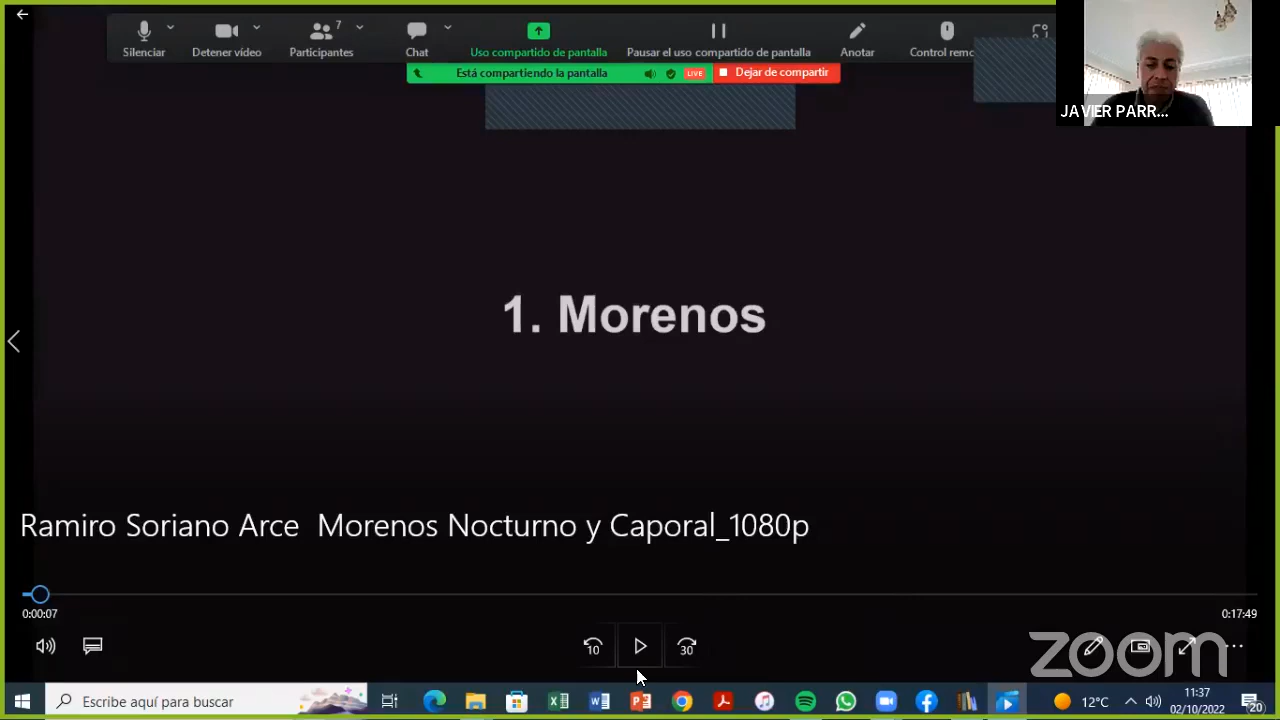 7
Silenciar
Detener vídeo
Participantes
Chat
Uso compartido de pantalla
Pausar el uso compartido de pantalla
Anotar
Control remo
Está compartiendo la pantalla
LIVE
Dejar de compartir
JAVIER PARR...
1. Morenos
Ramiro Soriano Arce Morenos Nocturno y Caporal_1080p
0:00:07
0:17:49
10
30
zoom
Escribe aquí para buscar
12°C
11:37
02/10/2022
20